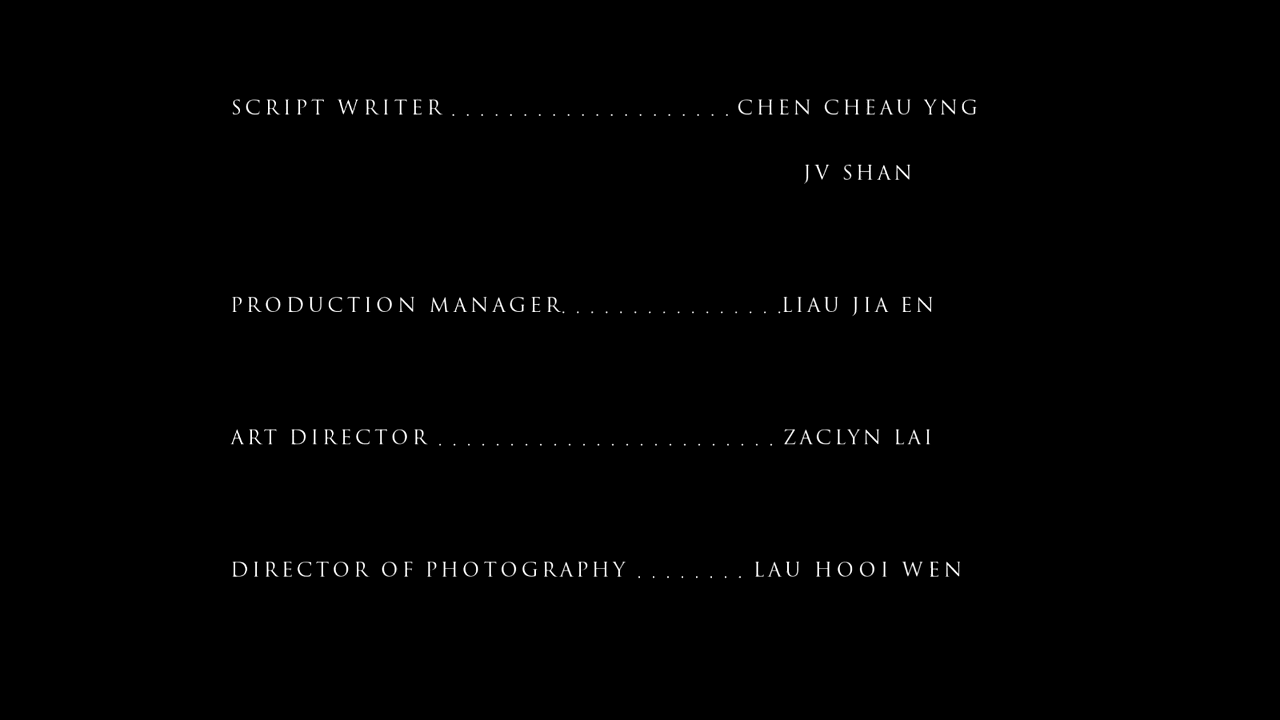 SCRIPT WRITER . . . . . . . . . . . . . . . . . . . . CHEN CHEAU YNG
JV SHAN
PRODUCTION MANAGER. . . . . . . . . . . . . . . .LIAU JIA EN
ART DIRECTOR . . . . . . . . . . . . . . . . . . . . . . . . ZACLYN LAI
DIRECTOR OF PHOTOGRAPHY . . . . . . . . LAU HOOI WEN